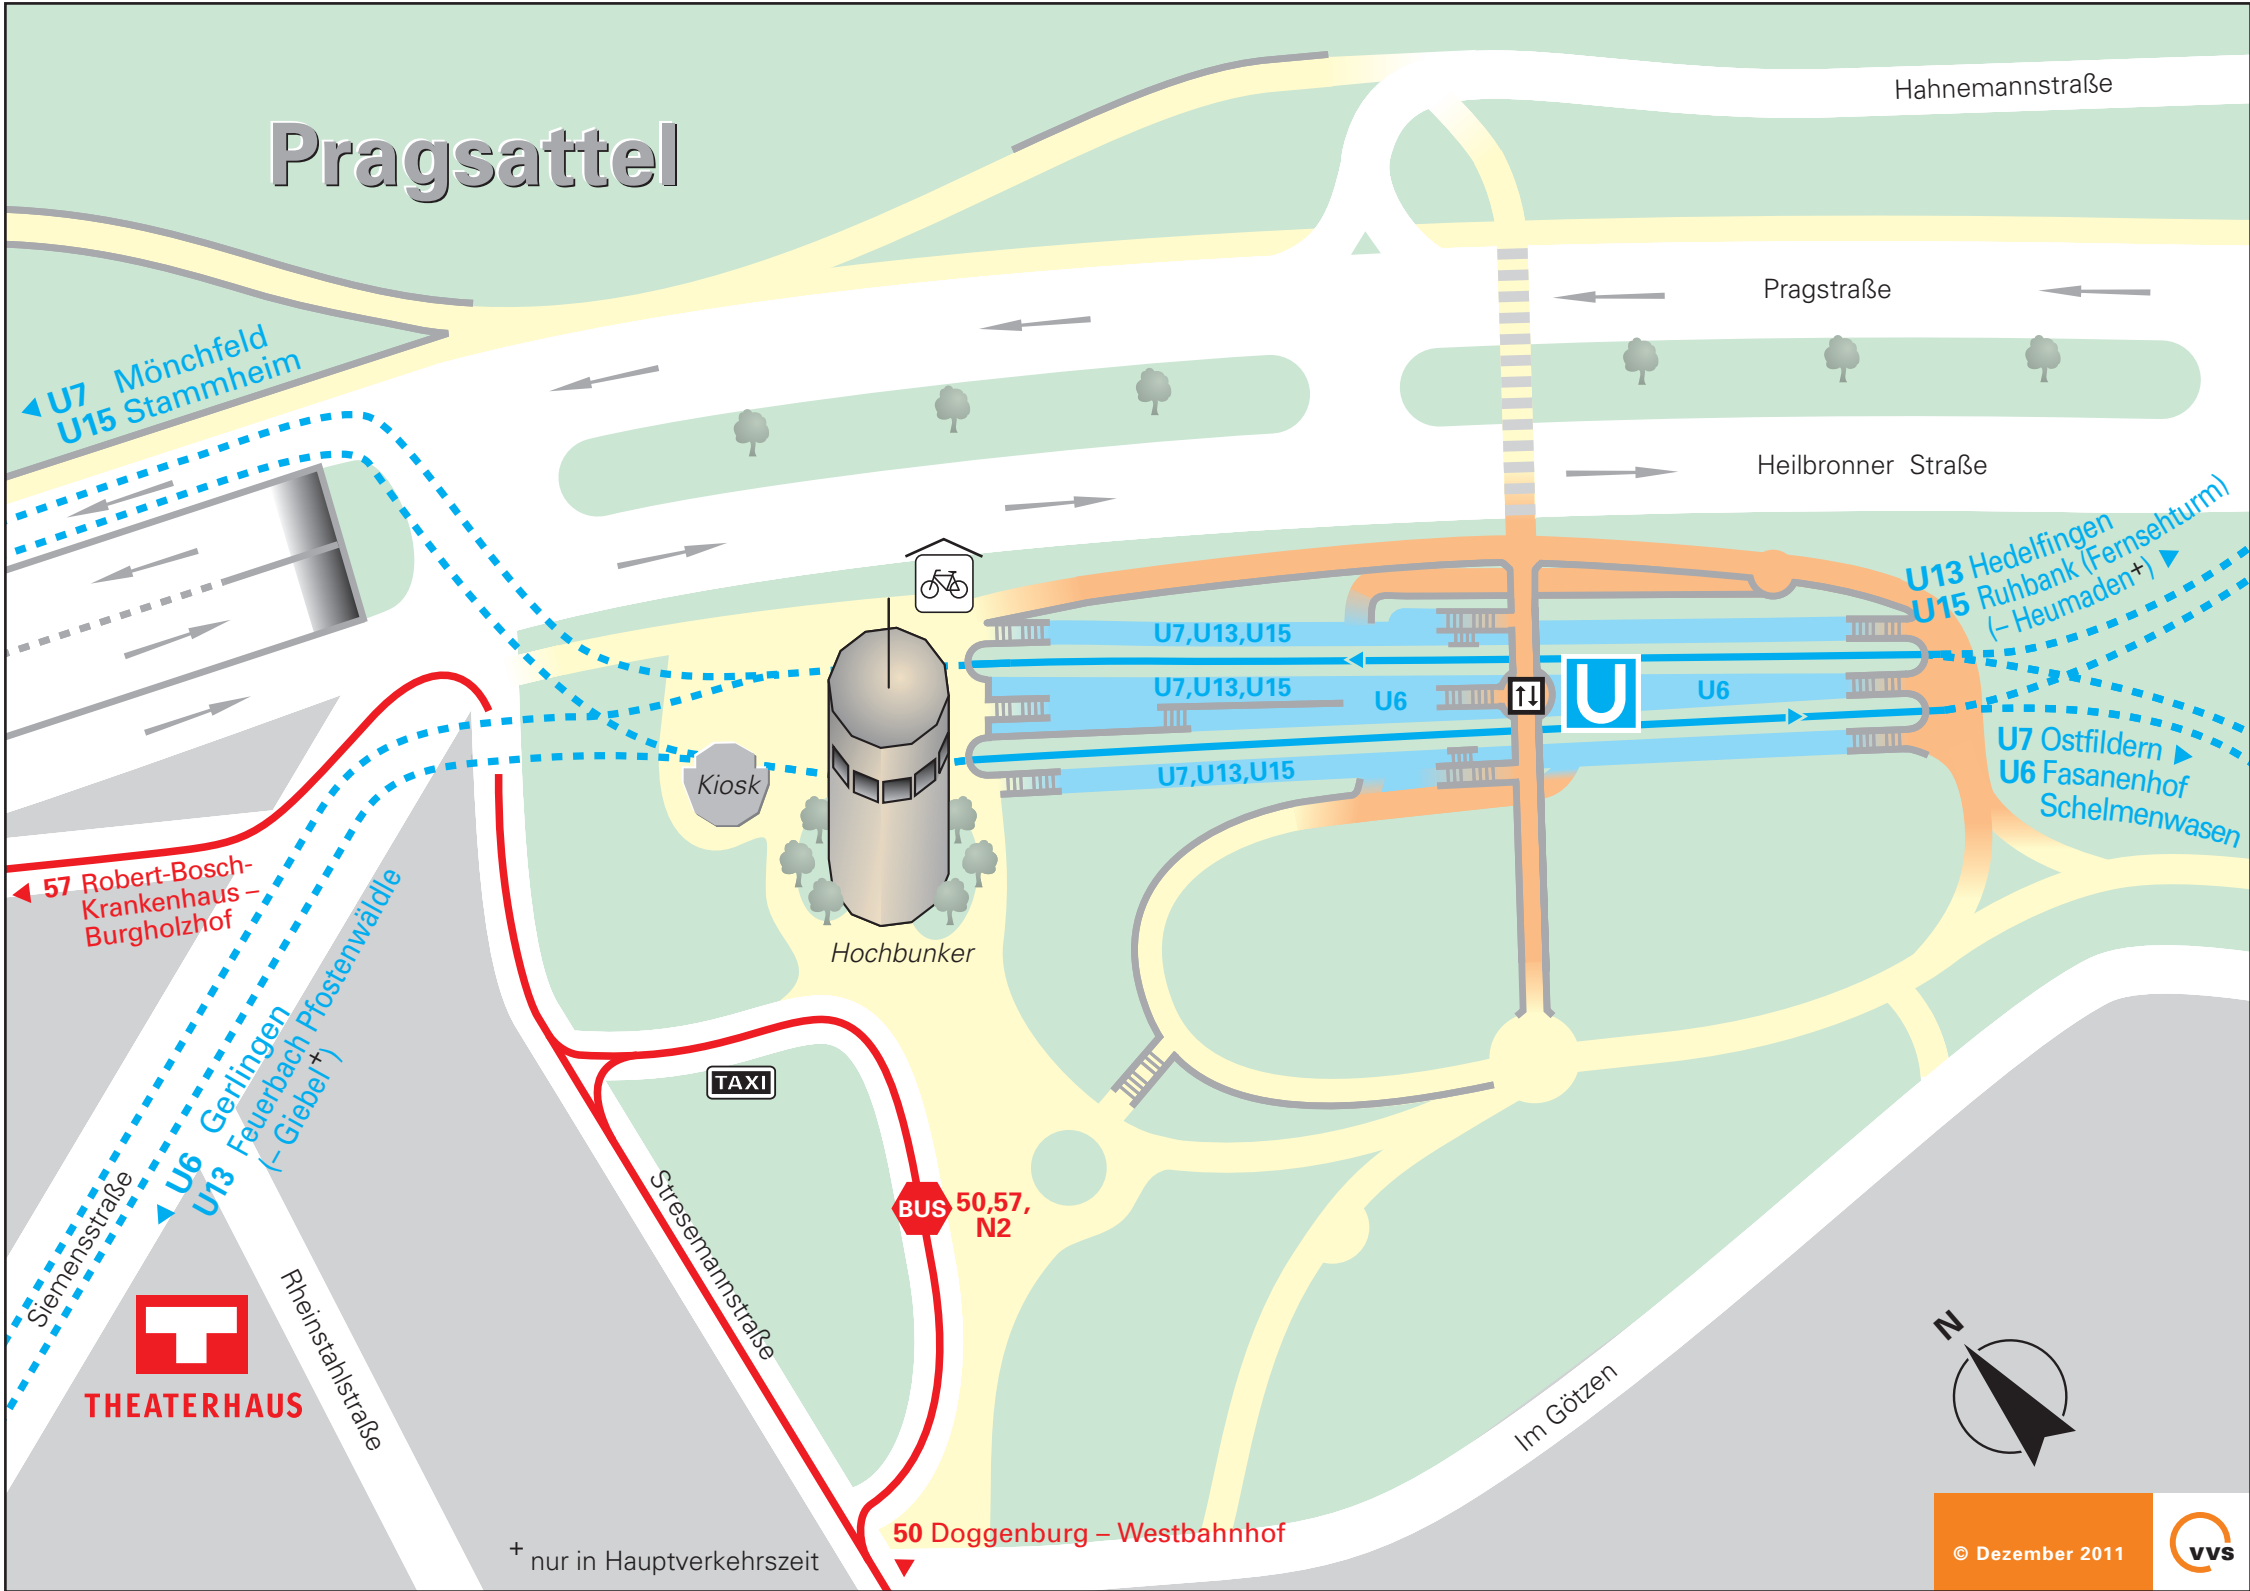 Hahnemannstraße
Pragsattel
Pragstraße
Heilbronner Straße
U7 Mönchfeld
U15 Stammheim
U13 Hedelfingen
U15 Ruhbank (Fernsehturm)
(– Heumaden+)
U7,U13,U15
U7,U13,U15
U6
U
U6
U7,U13,U15
U7 Ostfildern
U6 Fasanenhof
Schelmenwasen
Kiosk
Hochbunker
57 Robert-Bosch-
Krankenhaus –
Burgholzhof
U6 Gerlingen
U13 Feuerbach Pfostenwäldle
(– Giebel+)
TAXI
BUS
50,57,
N2
Siemensstraße
Rheinstahlstraße
Stresemannstraße
Im Götzen
N
T
THEATERHAUS
50 Doggenburg – Westbahnhof
+ nur in Hauptverkehrszeit
© Dezember 2011
vvs